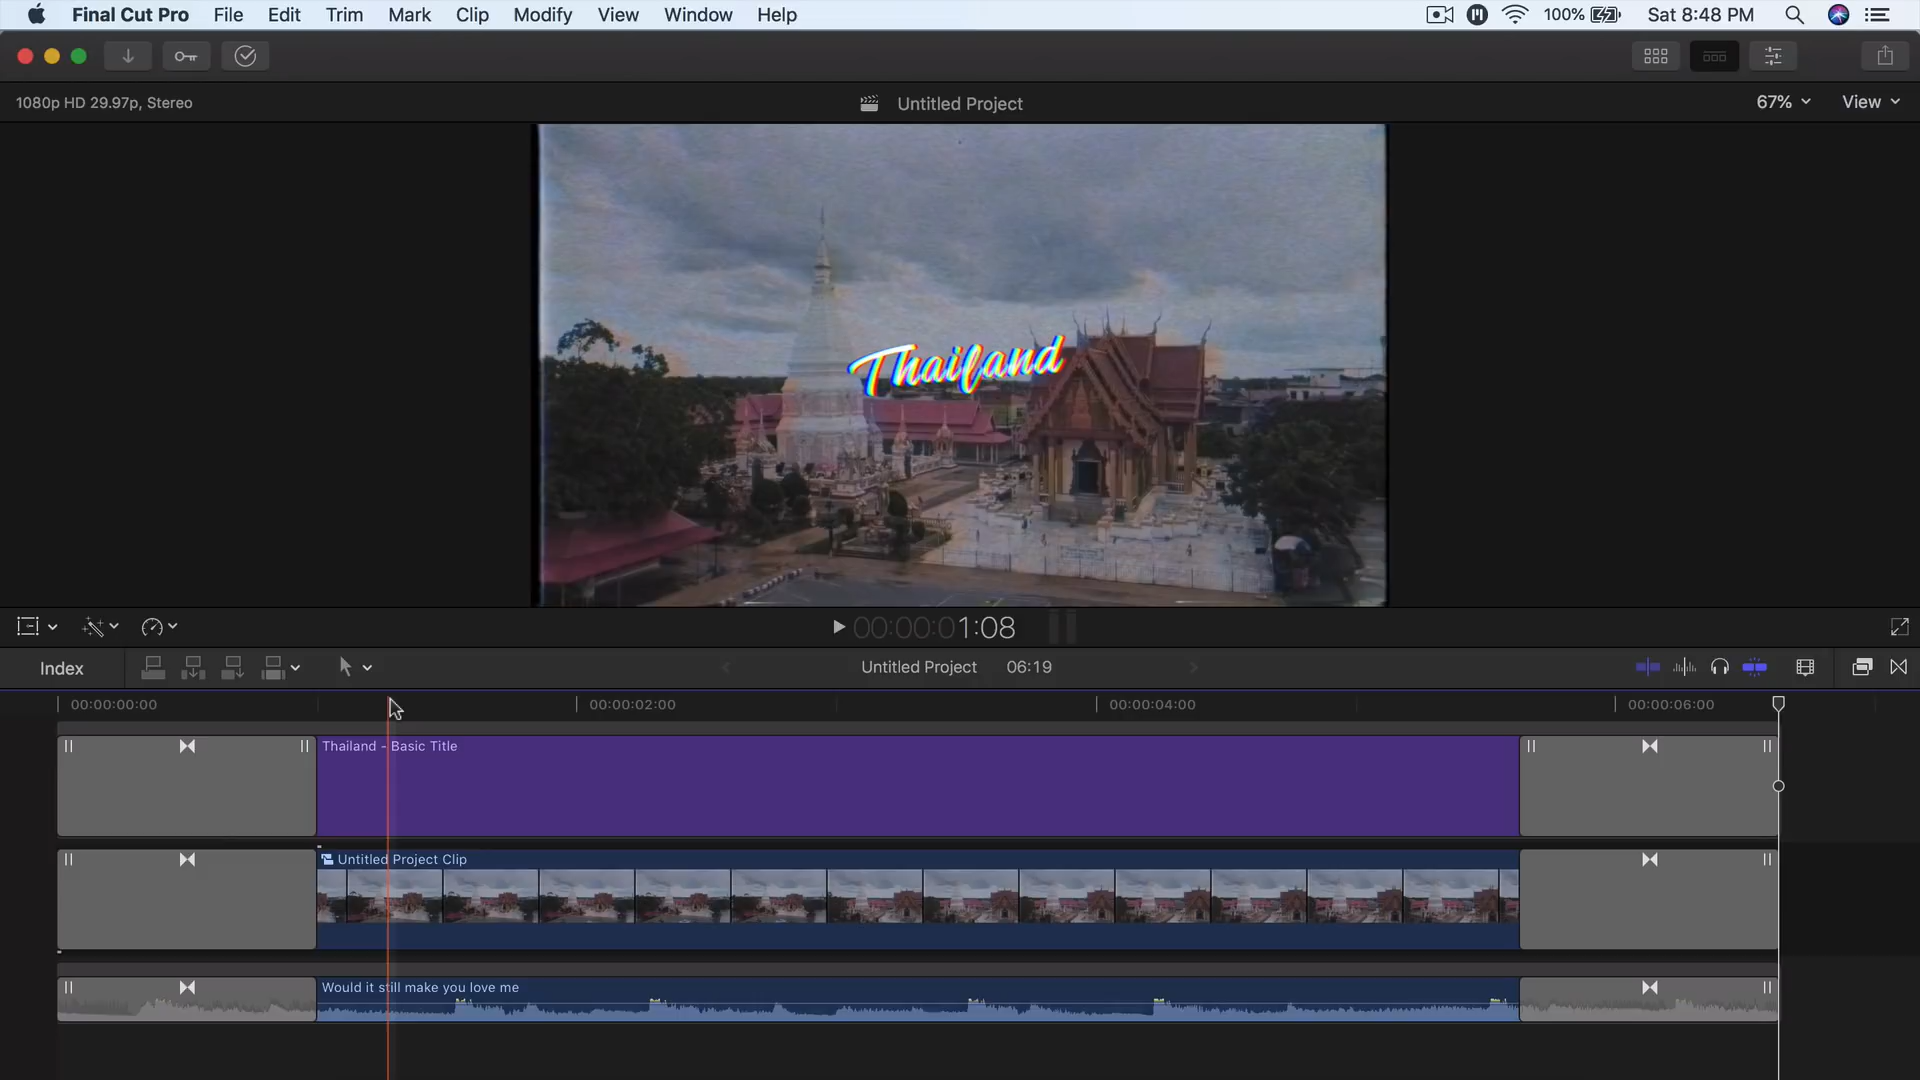 Final Cut Pro File Edit Trim Mark Clip Modify View Window Help 100% Sat 8:48 PM
1080p HD 29.97p, Stereo Untitled Project 67% View
Thailand
00:00:01:08
Index Untitled Project 06:19
00:00:00:00 00:00:02:00 00:00:04:00 00:00:06:00
Thailand - Basic Title
Untitled Project Clip
Would it still make you love me